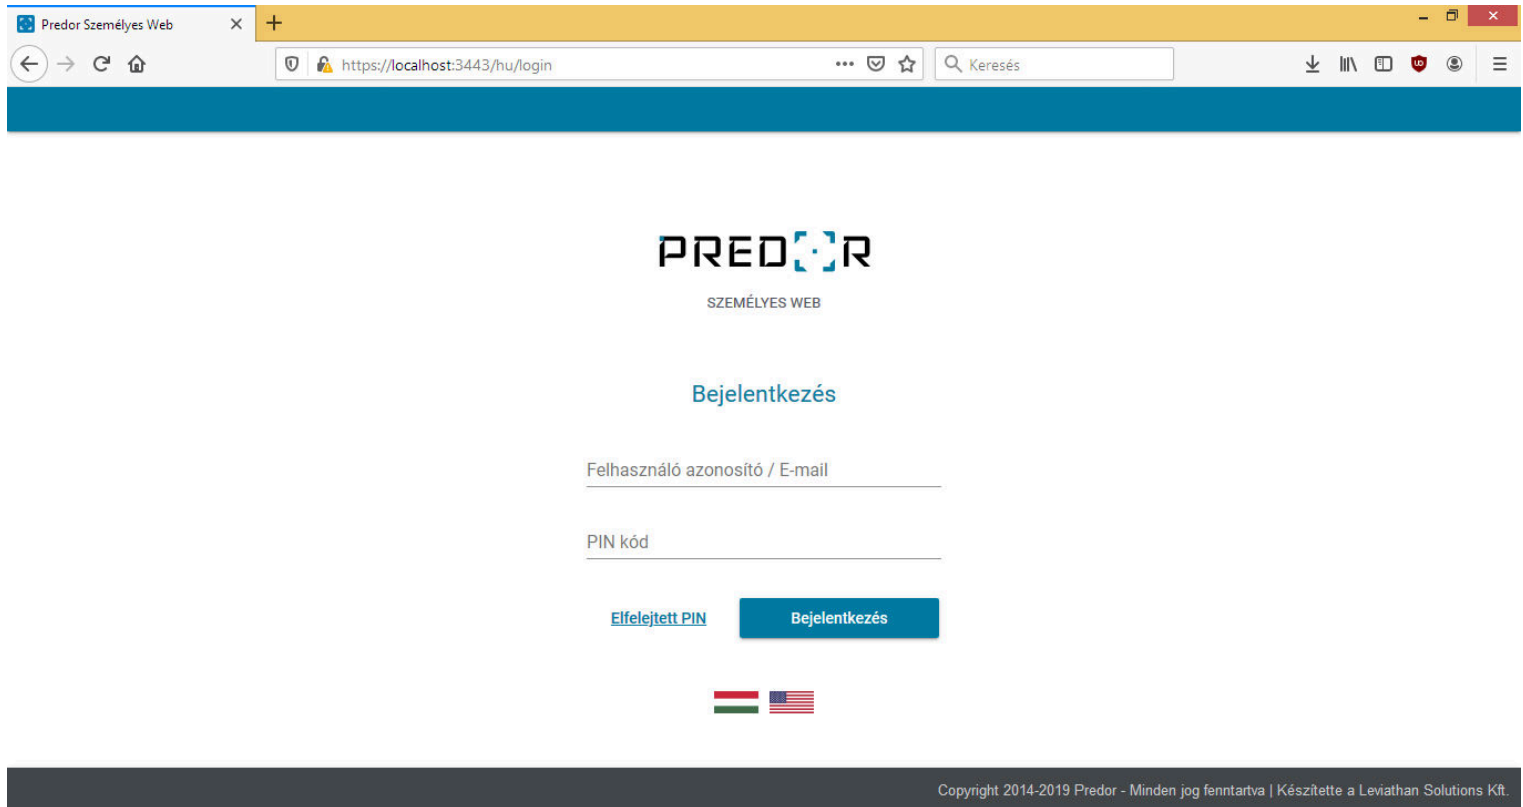 Predor Személyes Web
https://localhost:3443/hu/login
Keresés
PREDOR
SZEMÉLYES WEB
Bejelentkezés
Felhasználó azonosító / E-mail
PIN kód
Elfelejtett PIN
Bejelentkezés
Copyright 2014-2019 Predor - Minden jog fenntartva | Készítette a Leviathan Solutions Kft.